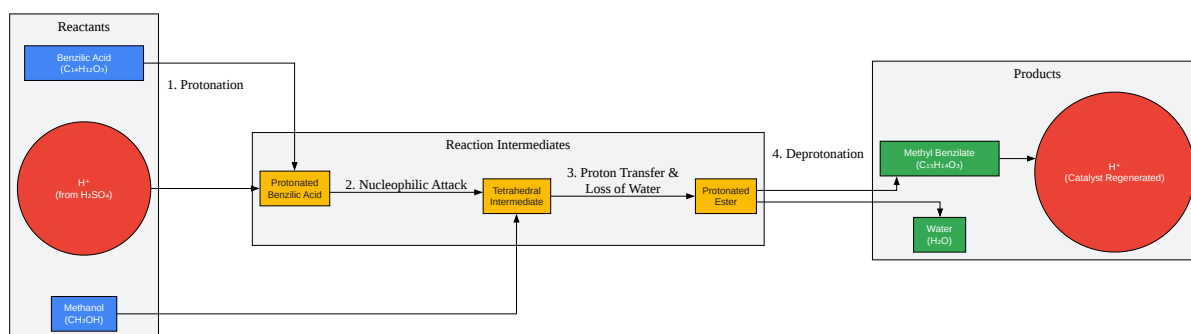 Reactants
Benzilic Acid
(C₁₄H₁₂O₃)
1. Protonation
H⁺
(from H₂SO₄)
Methanol
(CH₃OH)
Reaction Intermediates
Protonated
Benzilic Acid
2. Nucleophilic Attack
Tetrahedral
Intermediate
3. Proton Transfer &
Loss of Water
Protonated
Ester
4. Deprotonation
Products
Methyl Benzilate
(C₁₅H₁₄O₃)
Water
(H₂O)
H⁺
(Catalyst Regenerated)